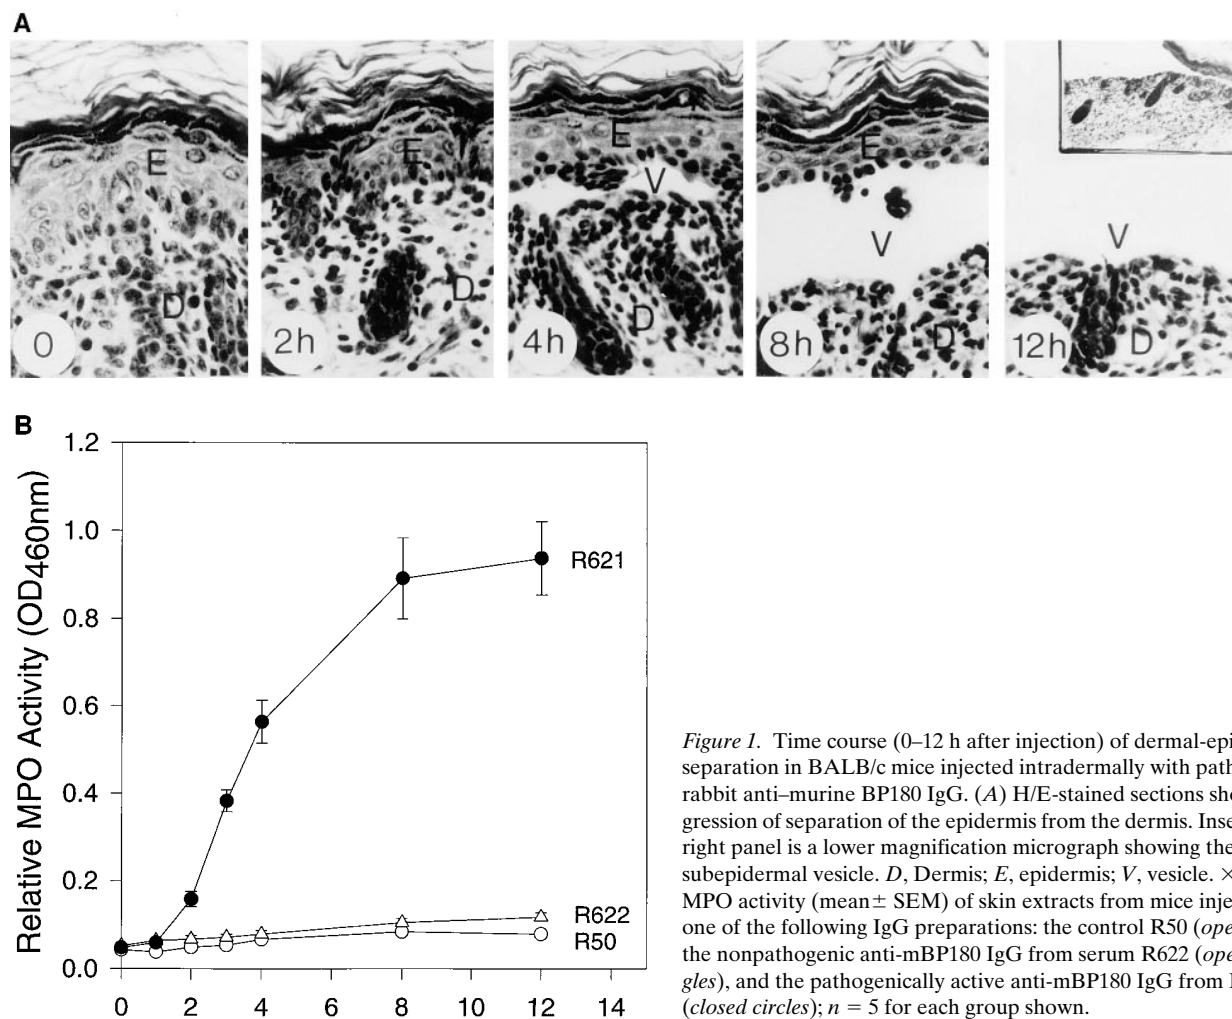 A
E
D
0
E
D
2h
E
V
D
4h
E
V
D
8h
V
D
12h
B
Relative MPO Activity (OD460nm)
1.2
1.0
0.8
0.6
0.4
0.2
0.0
R621
R622
R50
0 2 4 6 8 10 12 14
Figure 1. Time course (0–12 h after injection) of dermal-epi
separation in BALB/c mice injected intradermally with path
rabbit anti–murine BP180 IgG. (A) H/E-stained sections sho
gression of separation of the epidermis from the dermis. Inse
right panel is a lower magnification micrograph showing the
subepidermal vesicle. D, Dermis; E, epidermis; V, vesicle. ×
MPO activity (mean± SEM) of skin extracts from mice inje
one of the following IgG preparations: the control R50 (ope
the nonpathogenic anti-mBP180 IgG from serum R622 (ope
gles), and the pathogenically active anti-mBP180 IgG from
(closed circles); n = 5 for each group shown.